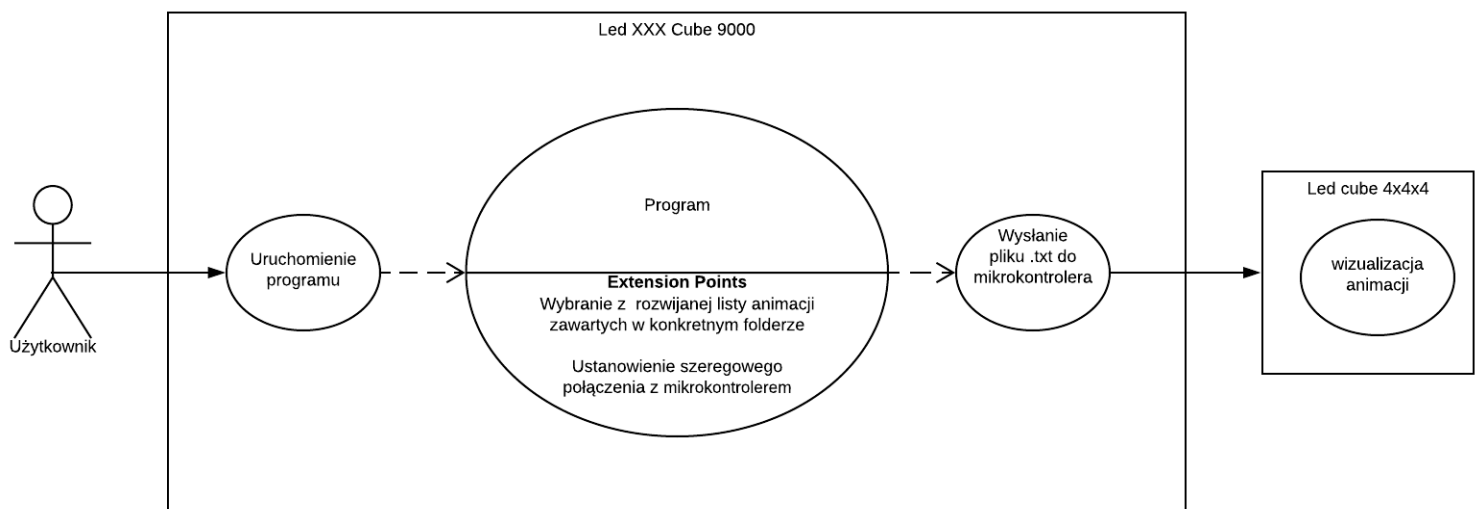 Led XXX Cube 9000
Użytkownik
Uruchomienie
programu
Program
Extension Points
Wybranie z rozwijanej listy animacji
zawartych w konkretnym folderze
Ustanowienie szeregowego
połączenia z mikrokontrolerem
Wysłanie
pliku .txt do
mikrokontrolera
Led cube 4x4x4
wizualizacja
animacji